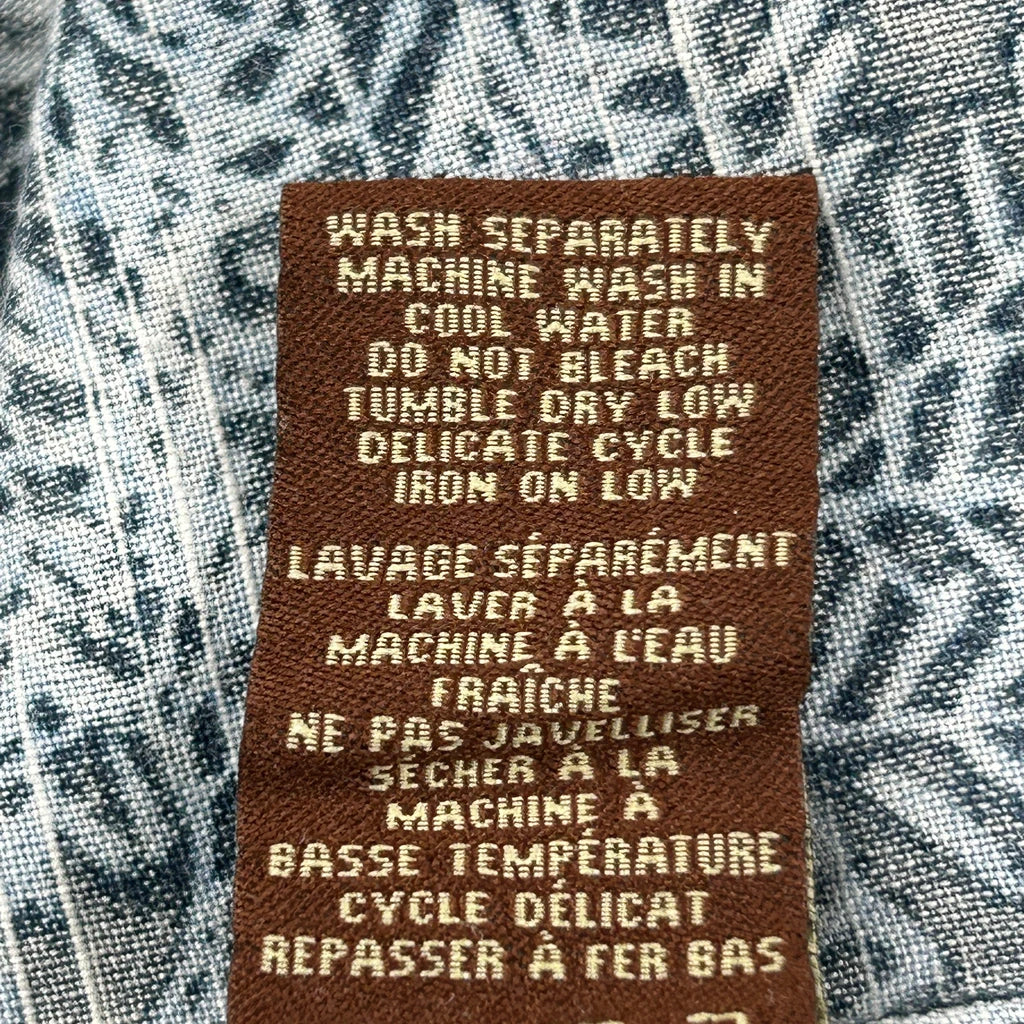 WASH SEPARATELY
MACHINE WASH IN
COOL WATER
DO NOT BLEACH
TUMBLE DRY LOW
DELICATE CYCLE
IRON ON LOW
LAVAGE SÉPARÉMENT
LAVER À LA
MACHINE À L'EAU
FRAÎCHE
NE PAS JAVELLISER
SÉCHER À LA
MACHINE À
BASSE TEMPÉRATURE
CYCLE DÉLICAT
REPASSER À FER BAS